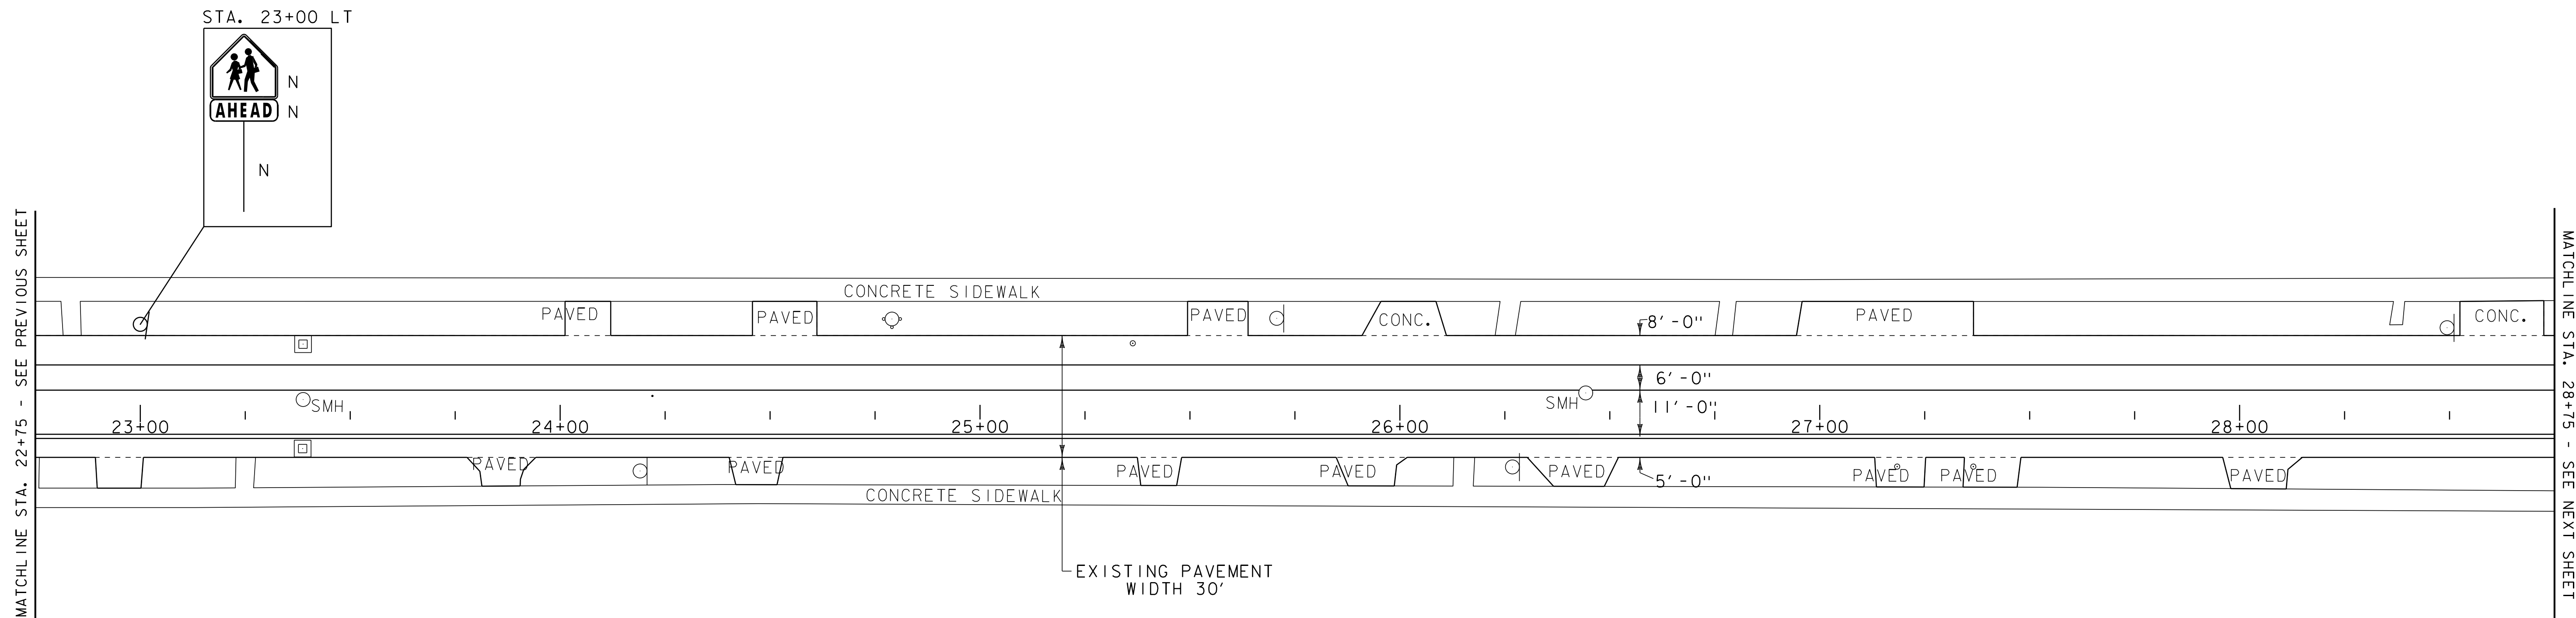 STA. 23+00 LT
N
AHEAD N
N
MATCHLINE STA. 22+75 - SEE PREVIOUS SHEET
MATCHLINE STA. 28+75 - SEE NEXT SHEET
CONCRETE SIDEWALK
PAVED PAVED PAVED CONC. PAVED CONC.
8'-0"
6'-0"
11'-0"
SMH SMH
23+00 24+00 25+00 26+00 27+00 28+00
PAVED PAVED PAVED PAVED PAVED PAVED PAVED PAVED
5'-0"
CONCRETE SIDEWALK
EXISTING PAVEMENT
WIDTH 30'